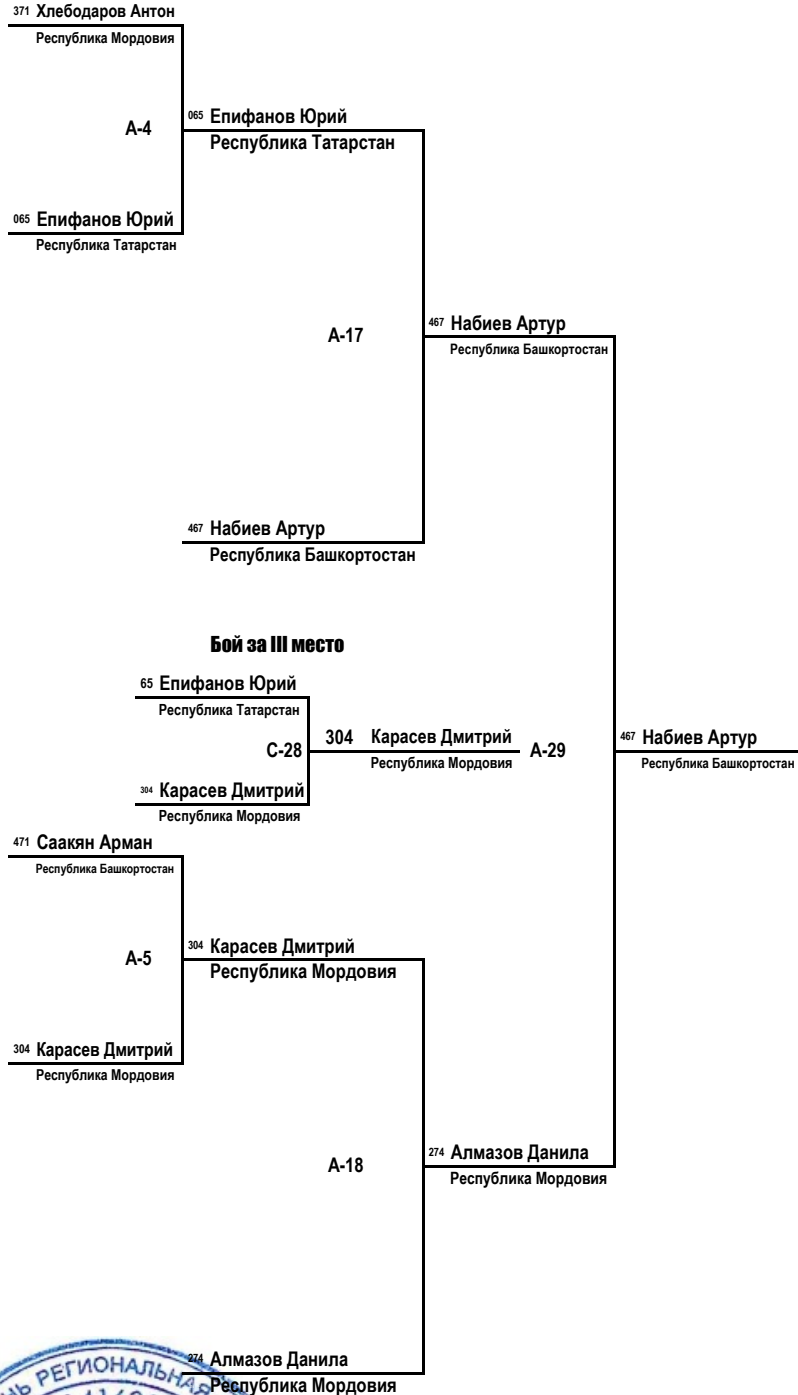 371 Хлебодаров Антон
Республика Мордовия
А-4
065 Епифанов Юрий
Республика Татарстан
065 Епифанов Юрий
Республика Татарстан
А-17
467 Набиев Артур
Республика Башкортостан
467 Набиев Артур
Республика Башкортостан
Бой за III место
65 Епифанов Юрий
Республика Татарстан
С-28
304 Карасев Дмитрий
Республика Мордовия
А-29
467 Набиев Артур
Республика Башкортостан
304 Карасев Дмитрий
Республика Мордовия
471 Саакян Арман
Республика Башкортостан
А-5
304 Карасев Дмитрий
Республика Мордовия
304 Карасев Дмитрий
Республика Мордовия
А-18
274 Алмазов Данила
Республика Мордовия
274 Алмазов Данила
Республика Мордовия
РЕГИОНАЛЬНАЯ